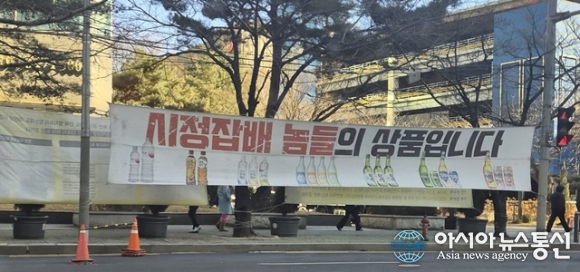 시정잡배 놈들의 상품입니다
아시아뉴스통신
Asia news agency